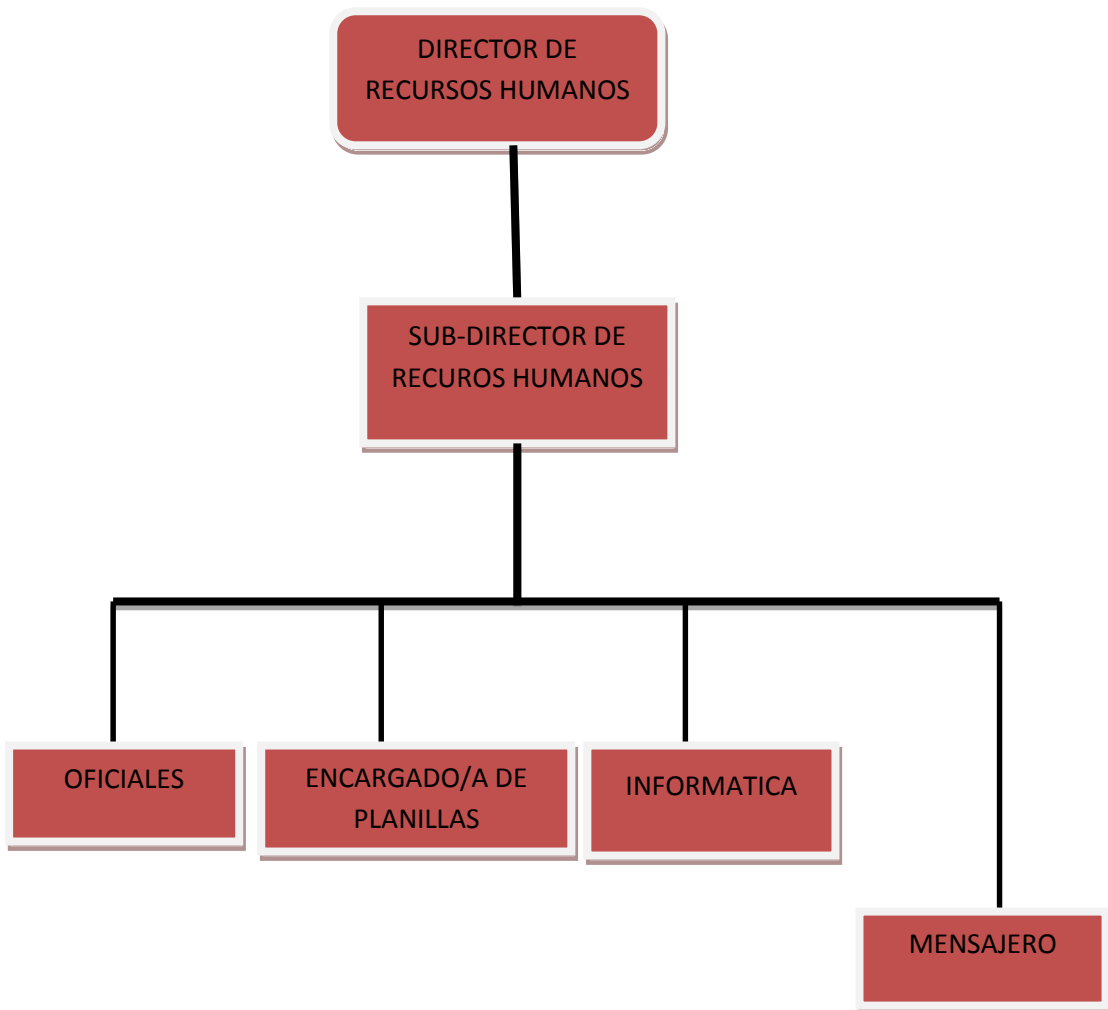 DIRECTOR DE
RECURSOS HUMANOS
SUB-DIRECTOR DE
RECUROS HUMANOS
OFICIALES
ENCARGADO/A DE
PLANILLAS
INFORMATICA
MENSAJERO